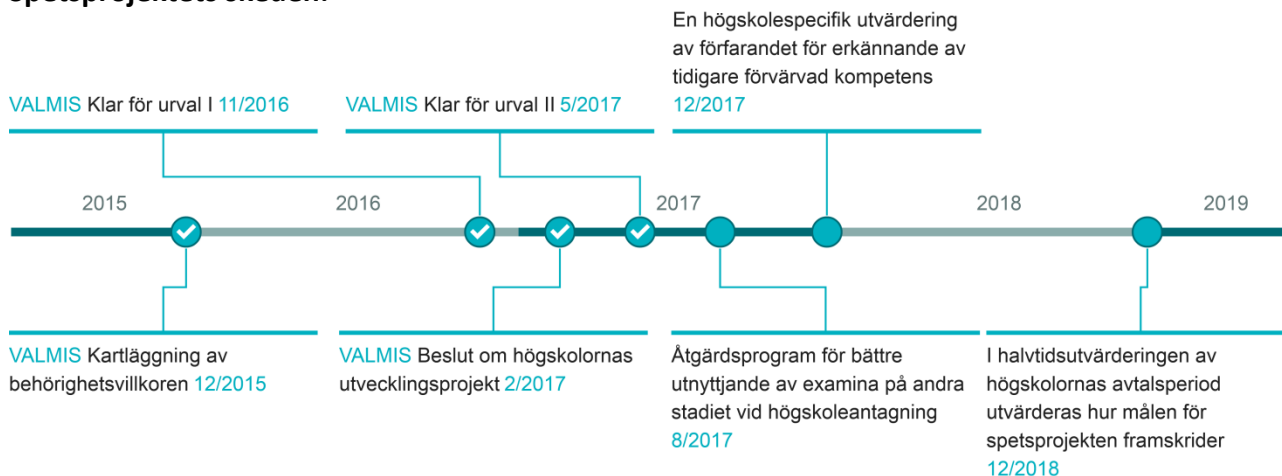 spetsprojektets skeden:
En högskolespecifik utvärdering
av förfarandet för erkännande av
tidigare förvärvad kompetens
12/2017
VALMIS Klar för urval I 11/2016
VALMIS Klar för urval II 5/2017
2015
2016
2017
2018
2019
VALMIS Kartläggning av
behörighetsvillkoren 12/2015
VALMIS Beslut om högskolornas
utvecklingsprojekt 2/2017
Åtgärdsprogram för bättre
utnyttjande av examina på andra
stadiet vid högskoleantagning
8/2017
I halvtidsutvärderingen av
högskolornas avtalsperiod
utvärderas hur målen för
spetsprojekten framskrider
12/2018